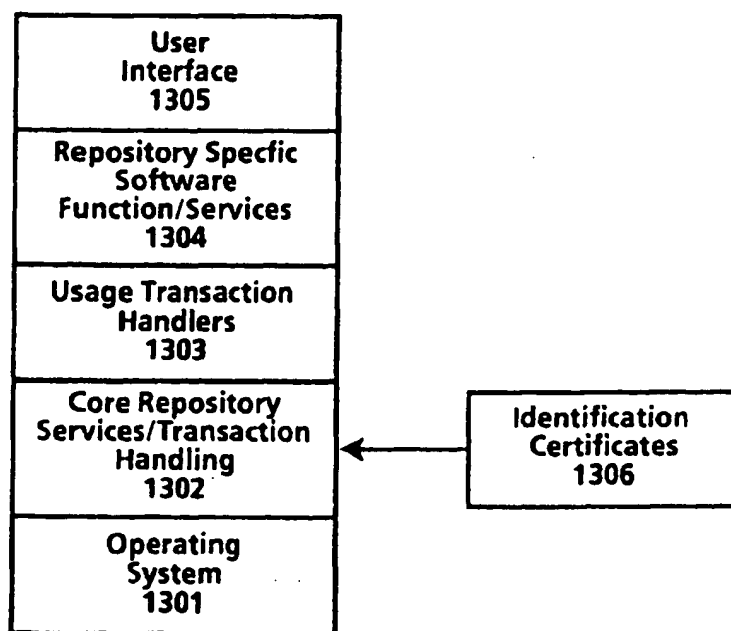 User
Interface
1305
Repository Specfic
Software
Function/Services
1304
Usage Transaction
Handlers
1303
Core Repository
Services/Transaction
Handling
1302
Operating
System
1301
Identification
Certificates
1306